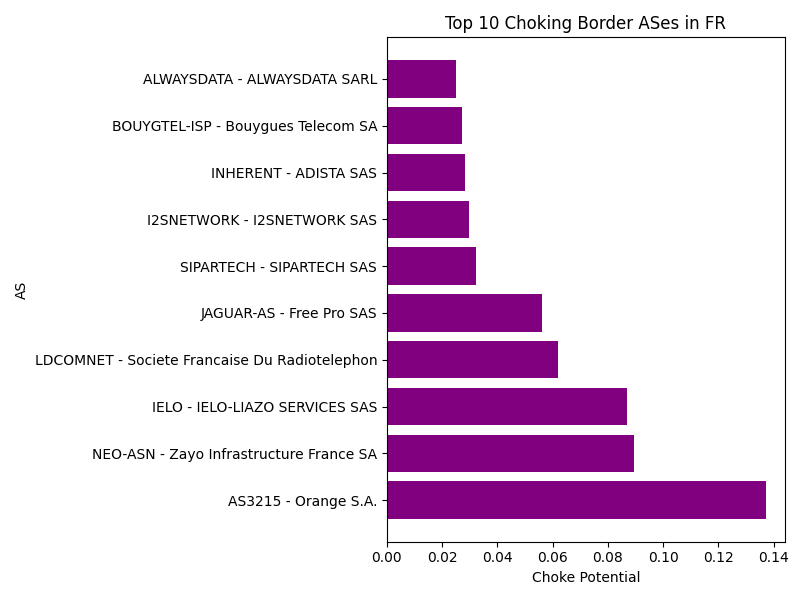 Top 10 Choking Border ASes in FR
ALWAYSDATA - ALWAYSDATA SARL
BOUYGTEL-ISP - Bouygues Telecom SA
INHERENT - ADISTA SAS
I2SNETWORK - I2SNETWORK SAS
SIPARTECH - SIPARTECH SAS
JAGUAR-AS - Free Pro SAS
LDCOMNET - Societe Francaise Du Radiotelephon
IELO - IELO-LIAZO SERVICES SAS
NEO-ASN - Zayo Infrastructure France SA
AS3215 - Orange S.A.
AS
0.00 0.02 0.04 0.06 0.08 0.10 0.12 0.14
Choke Potential